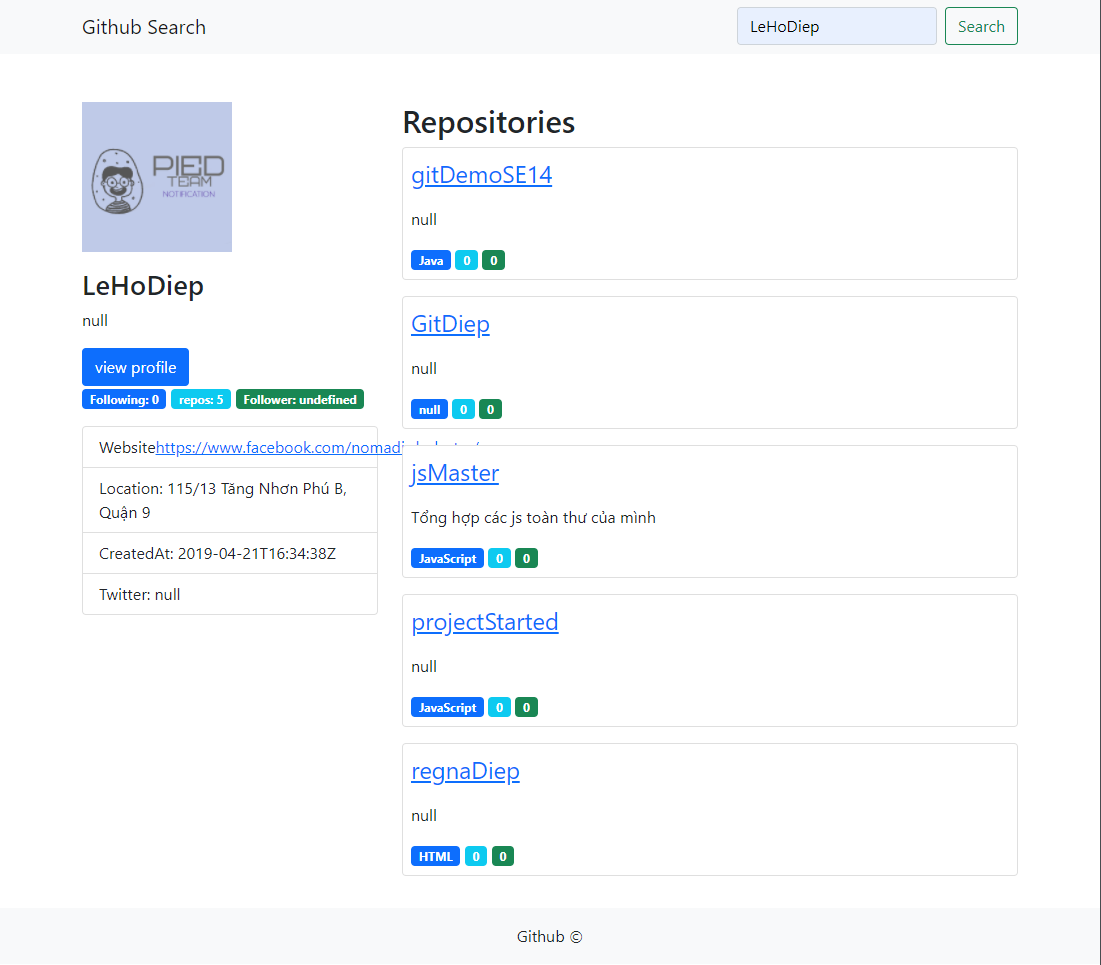 Github Search
LeHoDiep
Search
PIED
TEAM
NOTIFICATION
LeHoDiep
null
view profile
Following: 0
repos: 5
Follower: undefined
Websitehttps://www.facebook.com/
Location: 115/13 Tăng Nhơn Phú B,
Quận 9
CreatedAt: 2019-04-21T16:34:38Z
Twitter: null
Repositories
gitDemoSE14
null
Java 0 0
GitDiep
null
null 0 0
jsMaster
Tổng hợp các js toàn thư của mình
JavaScript 0 0
projectStarted
null
JavaScript 0 0
regnaDiep
null
HTML 0 0
Github ©